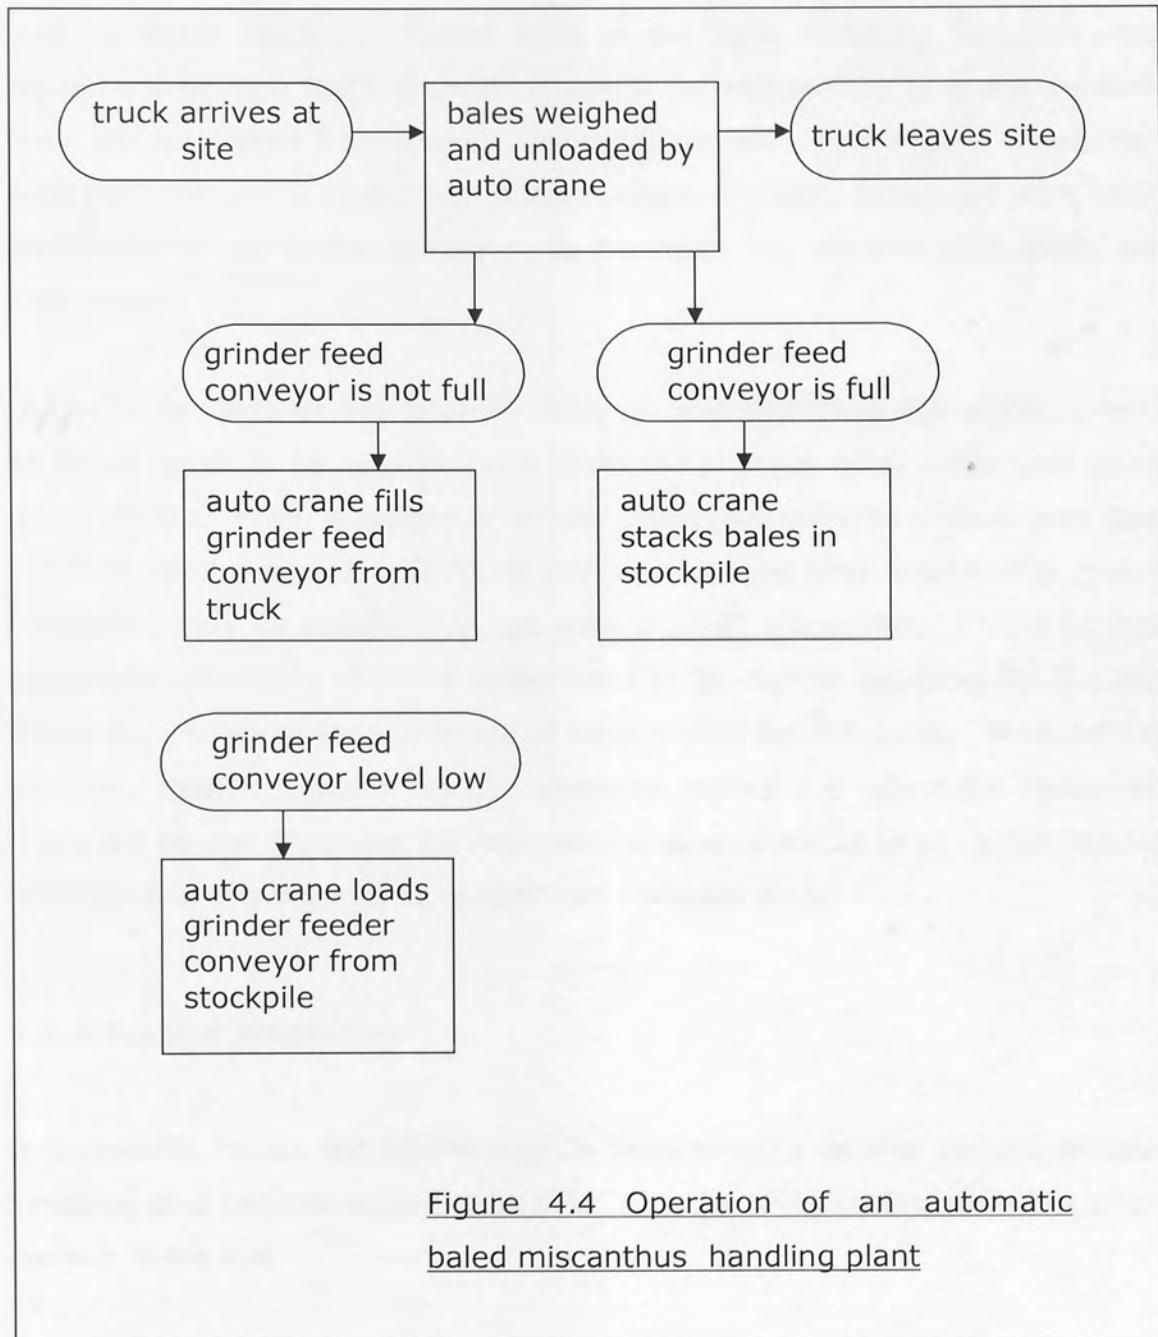 truck arrives at
site
bales weighed
and unloaded by
auto crane
truck leaves site
grinder feed
conveyor is not full
grinder feed
conveyor is full
auto crane fills
grinder feed
conveyor from
truck
auto crane
stacks bales in
stockpile
grinder feed
conveyor level low
auto crane loads
grinder feeder
conveyor from
stockpile
Figure 4.4 Operation of an automatic
baled miscanthus handling plant